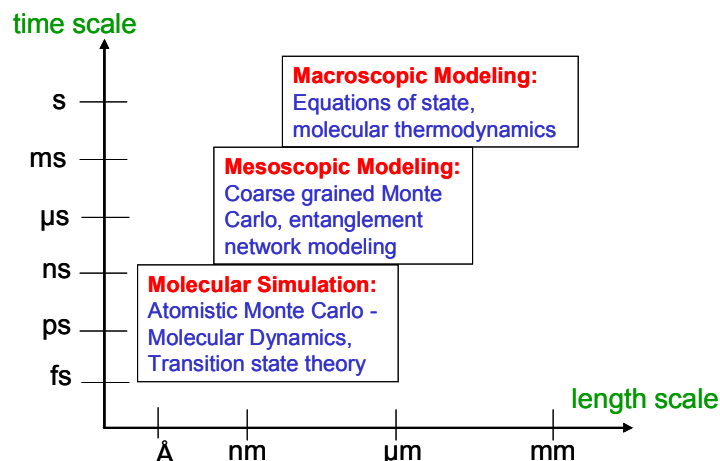 time scale
Macroscopic Modeling:
Equations of state,
molecular thermodynamics
s
ms
Mesoscopic Modeling:
Coarse grained Monte
Carlo, entanglement
network modeling
µs
ns
Molecular Simulation:
Atomistic Monte Carlo -
Molecular Dynamics,
Transition state theory
ps
fs
length scale
Å nm µm mm